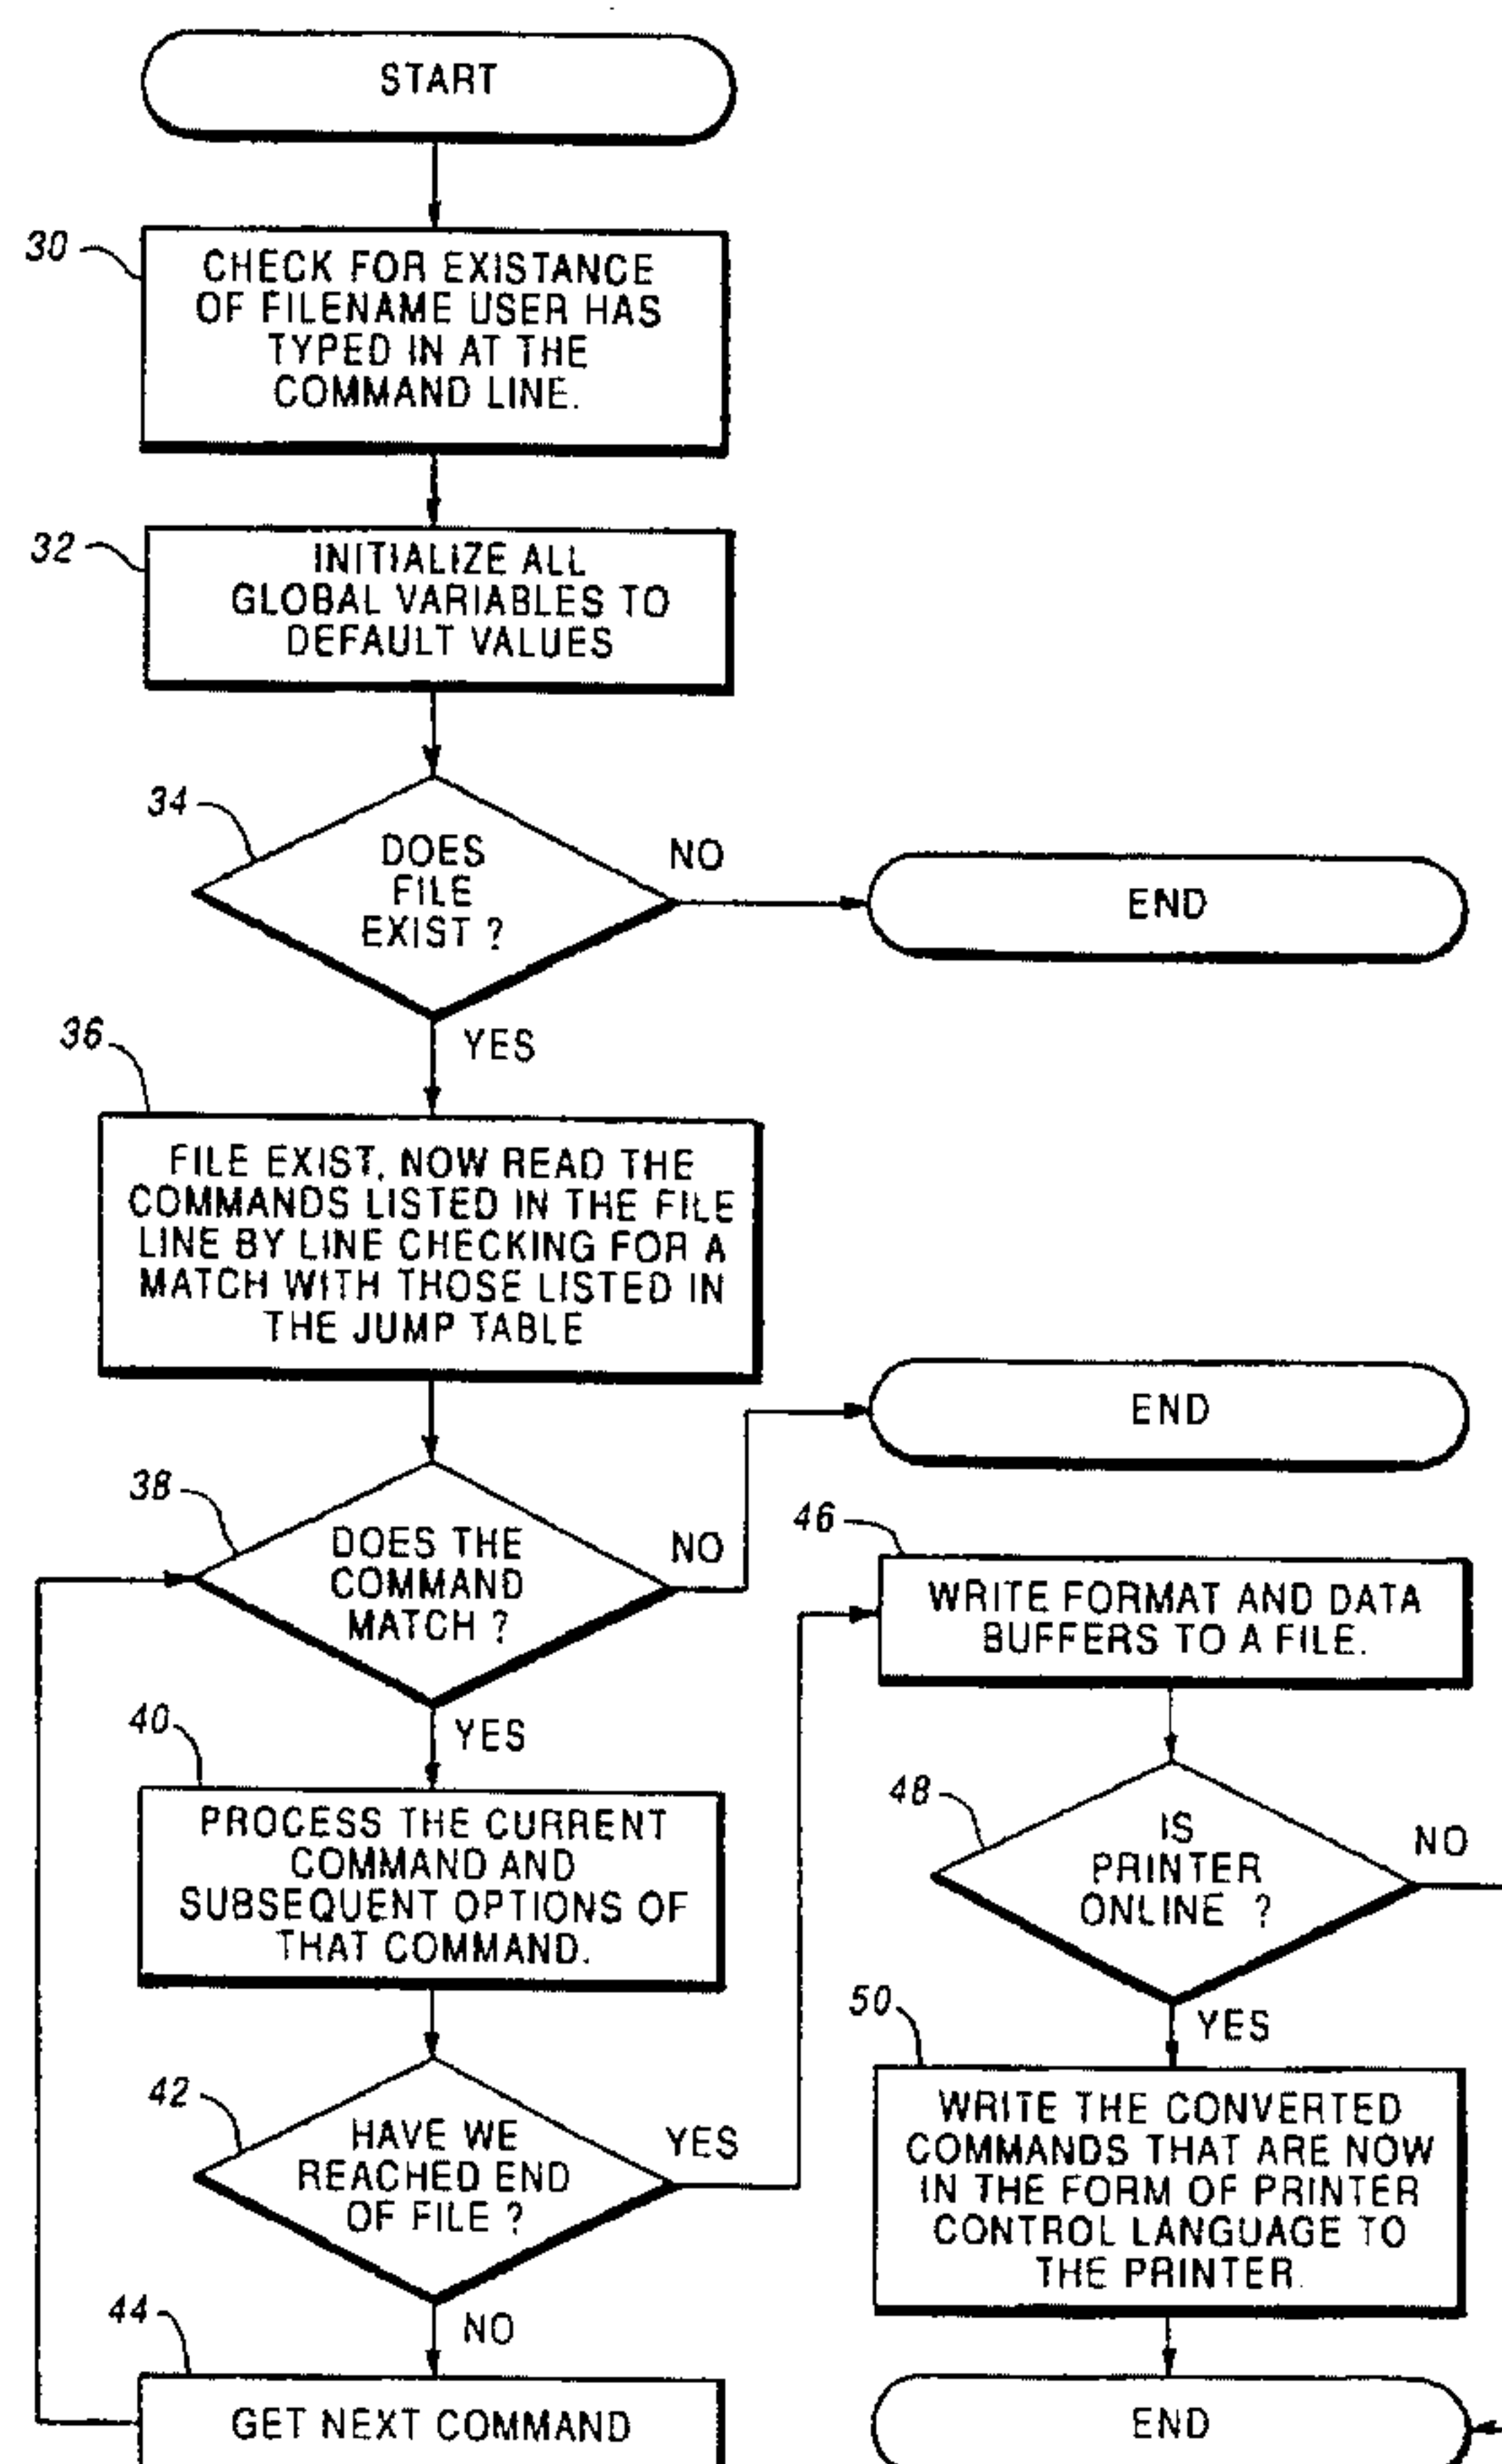 START
30
CHECK FOR EXISTANCE
OF FILENAME USER HAS
TYPED IN AT THE
COMMAND LINE.
32
INITIALIZE ALL
GLOBAL VARIABLES TO
DEFAULT VALUES
34
DOES
FILE
EXIST ?
NO
END
YES
36
FILE EXIST, NOW READ THE
COMMANDS LISTED IN THE FILE
LINE BY LINE CHECKING FOR A
MATCH WITH THOSE LISTED IN
THE JUMP TABLE
38
DOES THE
COMMAND
MATCH ?
NO
END
YES
40
PROCESS THE CURRENT
COMMAND AND
SUBSEQUENT OPTIONS OF
THAT COMMAND.
42
HAVE WE
REACHED END
OF FILE ?
YES
NO
44
GET NEXT COMMAND
46
WRITE FORMAT AND DATA
BUFFERS TO A FILE.
48
IS
PRINTER
ONLINE ?
NO
YES
50
WRITE THE CONVERTED
COMMANDS THAT ARE NOW
IN THE FORM OF PRINTER
CONTROL LANGUAGE TO
THE PRINTER.
END